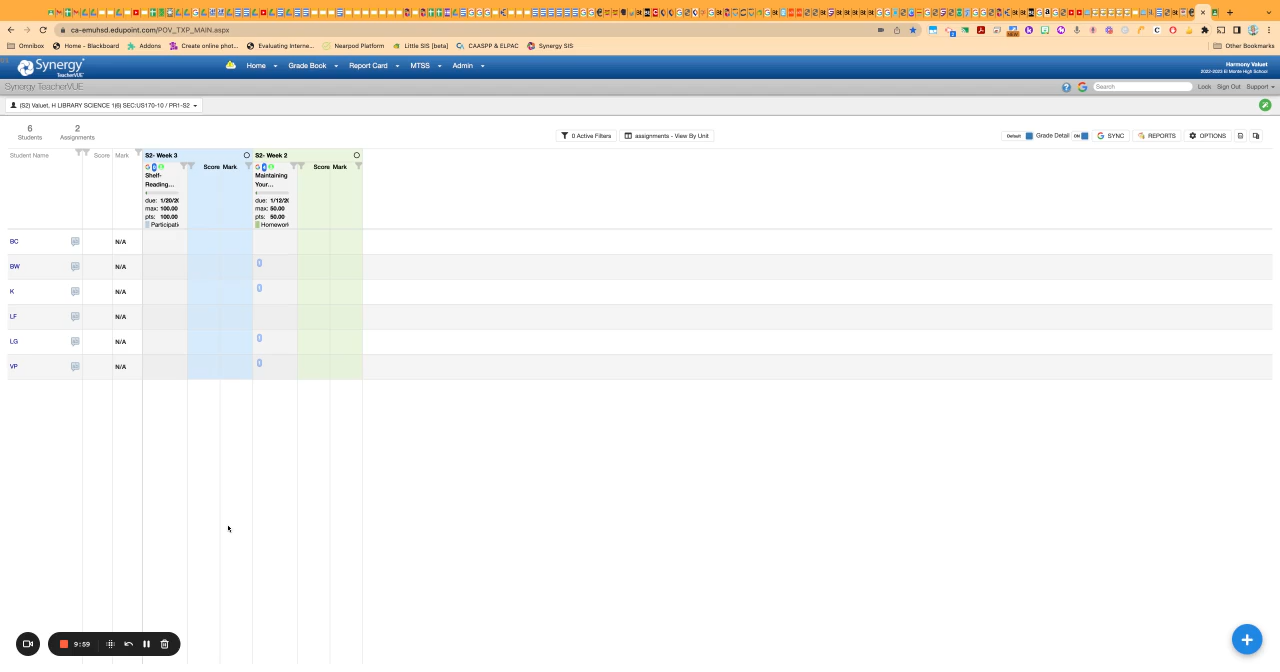 ca-emuhsd.edupoint.com/POV_TXP_MAIN.aspx
Omnibox Home - Blackboard Addons Create online phot... Evaluating Interne... Nearpod Platform Little SIS [beta] CAASPP & ELPAC Synergy SIS Other Bookmarks
Synergy Home Grade Book Report Card MTSS Admin Harmony Valuet
TeacherVUE 2022-2023 El Monte High School
Synergy TeacherVUE Search Lock Sign Out Support
(S2) Valuet, H LIBRARY SCIENCE 1(6) SEC:US170-10 / PR1-S2
6 2
Students Assignments
0 Active Filters assignments - View By Unit Default Grade Detail ON SYNC REPORTS OPTIONS
Student Name Score Mark S2- Week 3 S2- Week 2
Score Mark Score Mark
Shelf- Maintaining
Reading... Your...
due: 1/20/2 due: 1/12/2
max: 100.00 max: 50.00
pts: 100.00 pts: 50.00
Participati Homework
BC N/A
BW N/A
K N/A
LF N/A
LG N/A
VP N/A
9:59